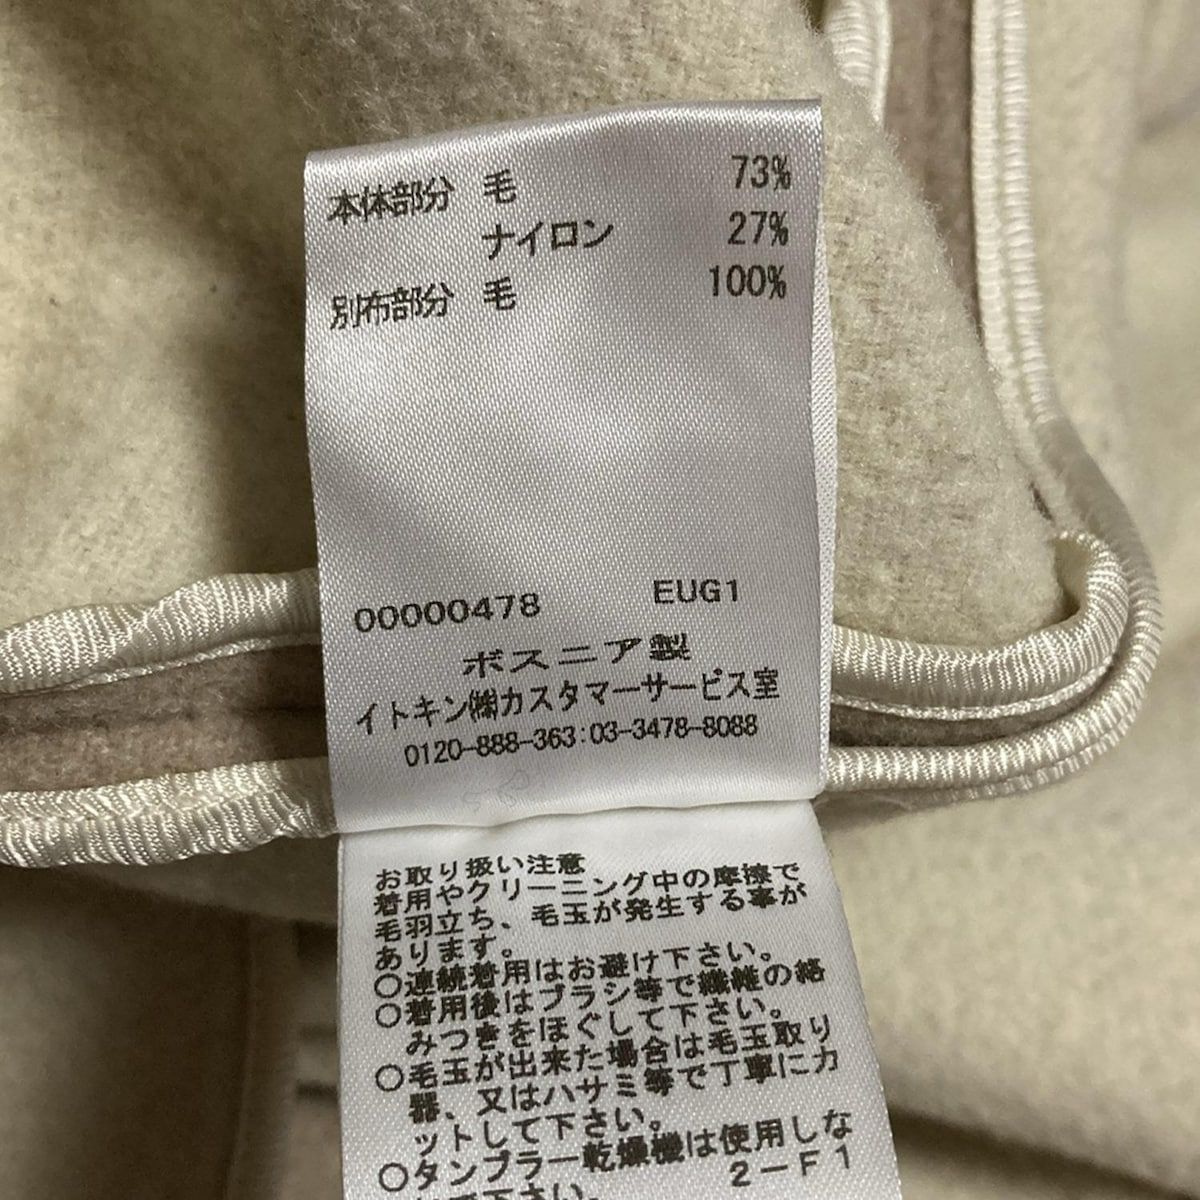 本体部分 毛 73%
ナイロン 27%
別布部分 毛 100%
00000478 EUG1
ボスニア製
イトキン㈱カスタマーサービス室
0120-888-363:03-3478-8088
お取り扱い注意
着用やクリーニング中の摩擦で
毛羽立ち、毛玉が発生する事が
あります。
○連続着用はお避け下さい。
○着用後はブラシ等で繊維の絡
みつきをほぐして下さい。
○毛玉が出来た場合は毛玉取り
器、又はハサミ等で丁寧にカ
ットして下さい。
○タンブラー乾燥機は使用しな
いで下さい。 2-F1